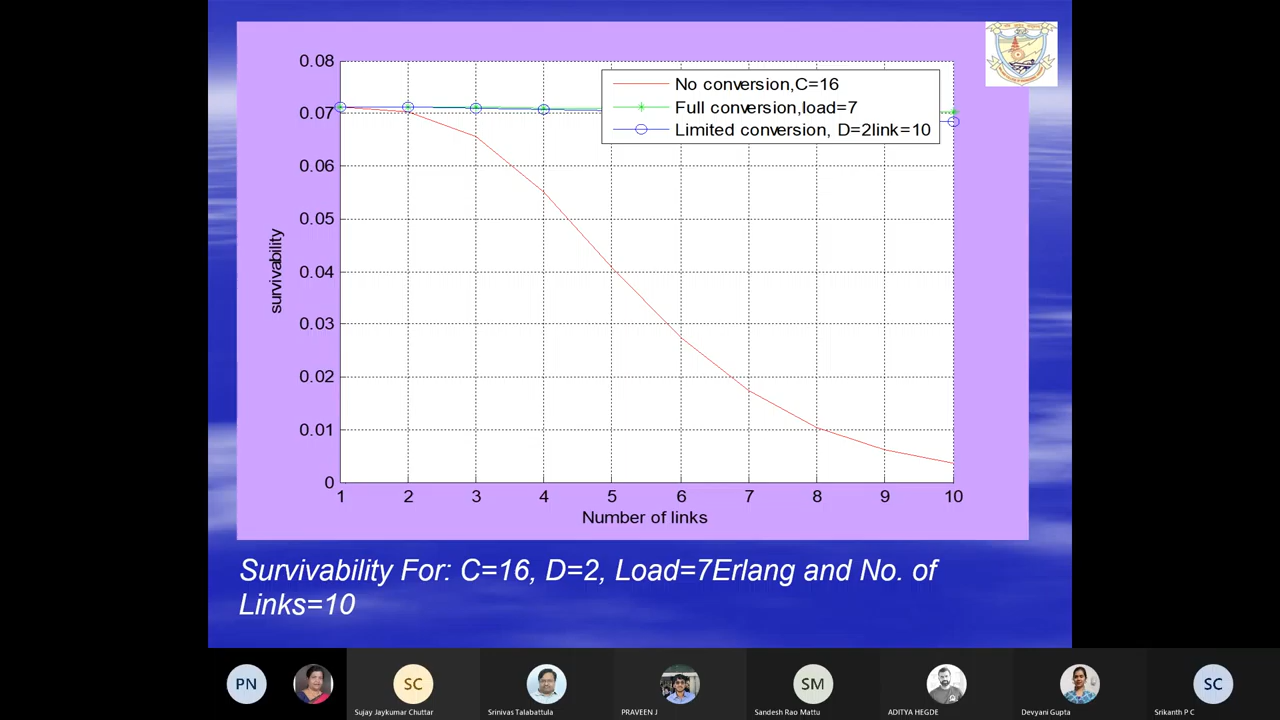 0.08
0.07
0.06
0.05
0.04
0.03
0.02
0.01
0
survivability
No conversion,C=16
Full conversion,load=7
Limited conversion, D=2link=10
1 2 3 4 5 6 7 8 9 10
Number of links
Survivability For: C=16, D=2, Load=7Erlang and No. of
Links=10
PN
SC
SM
SC
Sujay Jaykumar Chuttar
Srinivas Talabattula
PRAVEEN J
Sandesh Rao Mattu
ADITYA HEGDE
Devyani Gupta
Srikanth P C